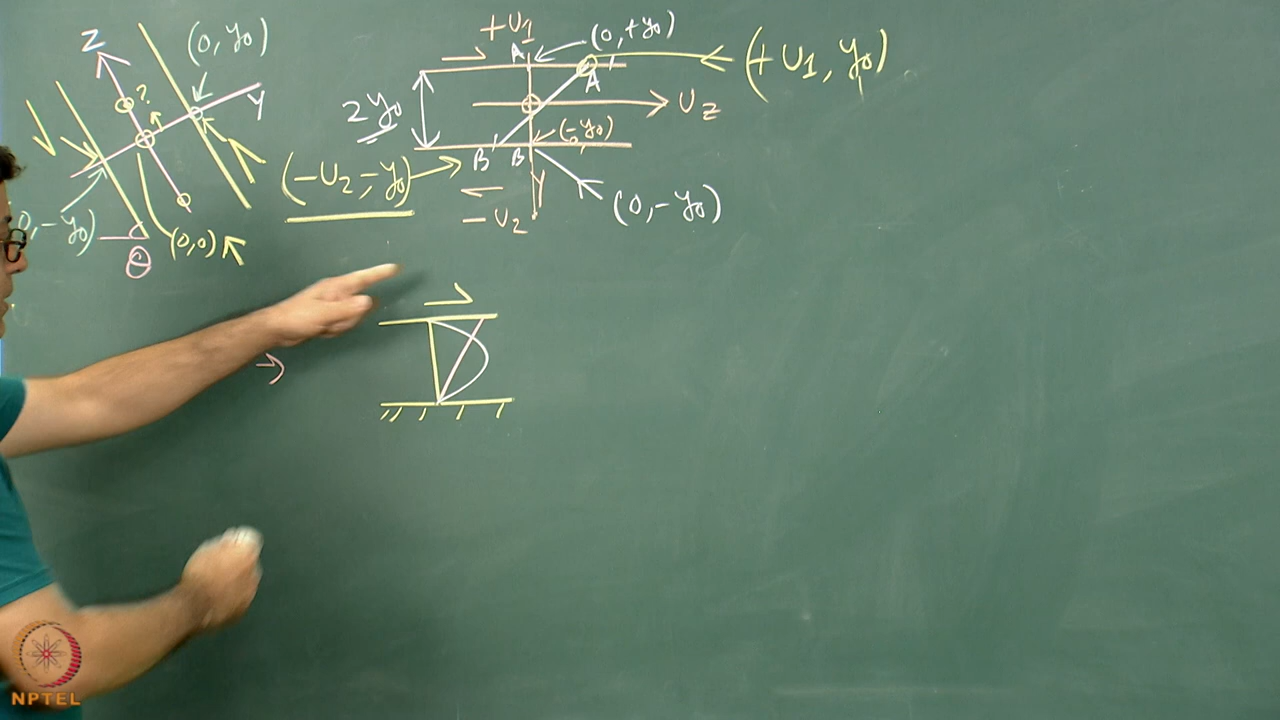 Z
(0, y₀)
?
Y
0, -y₀)
(0,0)
θ
+U₁
A
(0, +y₀)
(+ U₁, y₀)
A
2y₀
U_Z
(-y₀)
B
B
(-U₂, -y₀)
Y
(0, -y₀)
-U₂
NPTEL